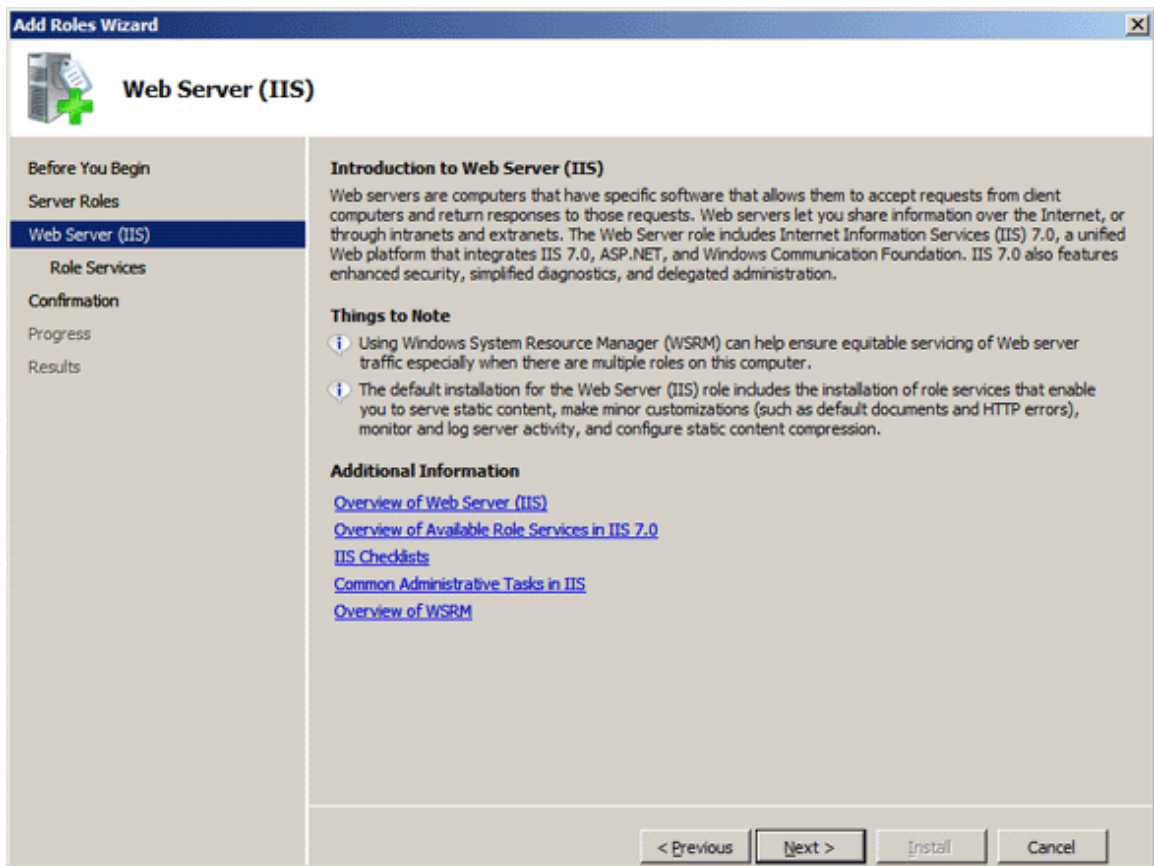 Add Roles Wizard
Web Server (IIS)
Before You Begin
Server Roles
Web Server (IIS)
Role Services
Confirmation
Progress
Results
Introduction to Web Server (IIS)
Web servers are computers that have specific software that allows them to accept requests from client
computers and return responses to those requests. Web servers let you share information over the Internet, or
through intranets and extranets. The Web Server role includes Internet Information Services (IIS) 7.0, a unified
Web platform that integrates IIS 7.0, ASP.NET, and Windows Communication Foundation. IIS 7.0 also features
enhanced security, simplified diagnostics, and delegated administration.
Things to Note
Using Windows System Resource Manager (WSRM) can help ensure equitable servicing of Web server
traffic especially when there are multiple roles on this computer.
The default installation for the Web Server (IIS) role includes the installation of role services that enable
you to serve static content, make minor customizations (such as default documents and HTTP errors),
monitor and log server activity, and configure static content compression.
Additional Information
Overview of Web Server (IIS)
Overview of Available Role Services in IIS 7.0
IIS Checklists
Common Administrative Tasks in IIS
Overview of WSRM
< Previous
Next >
Install
Cancel